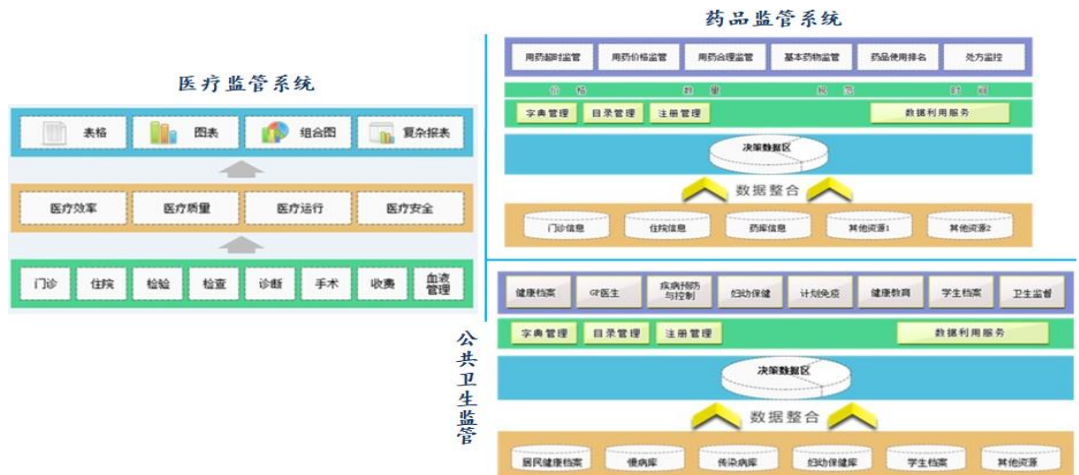 医疗监管系统
表格 图表 组合图 复杂报表
医疗效率 医疗质量 医疗运行 医疗安全
门诊 住院 检验 检查 诊断 手术 收费 血液管理
药品监管系统
用药超时监管 用药价格监管 用药合理监管 基本药物监管 药品使用排名 处方监控
价格 数量 规范 时间
字典管理 目录管理 注册管理 数据利用服务
决策数据区
数据整合
门诊信息 住院信息 药库信息 其他资源1 其他资源2
公共卫生监管
健康档案 GP医生 疾病预防与控制 妇幼保健 计划免疫 健康教育 学生档案 卫生监督
字典管理 目录管理 注册管理 数据利用服务
决策数据区
数据整合
居民健康档案 慢病库 传染病库 妇幼保健库 学生档案 其他资源